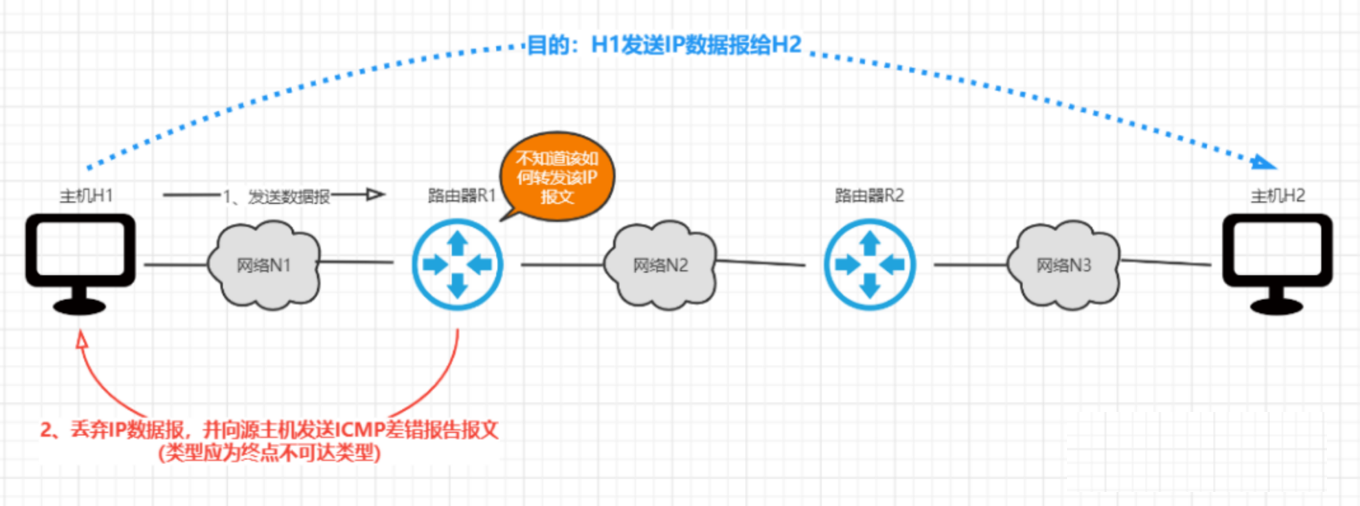 目的：H1发送IP数据报给H2
不知道该如
何转发该IP
报文
主机H1
1、发送数据报
路由器R1
路由器R2
主机H2
网络N1
网络N2
网络N3
2、丢弃IP数据报，并向源主机发送ICMP差错报告报文
(类型应为终点不可达类型)